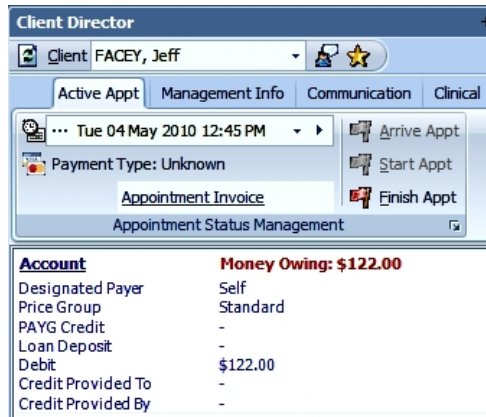 Client Director
Client FACEY, Jeff
Active Appt Management Info Communication Clinical
··· Tue 04 May 2010 12:45 PM Arrive Appt
Payment Type: Unknown Start Appt
Appointment Invoice Finish Appt
Appointment Status Management
Account Money Owing: $122.00
Designated Payer Self
Price Group Standard
PAYG Credit -
Loan Deposit -
Debit $122.00
Credit Provided To -
Credit Provided By -